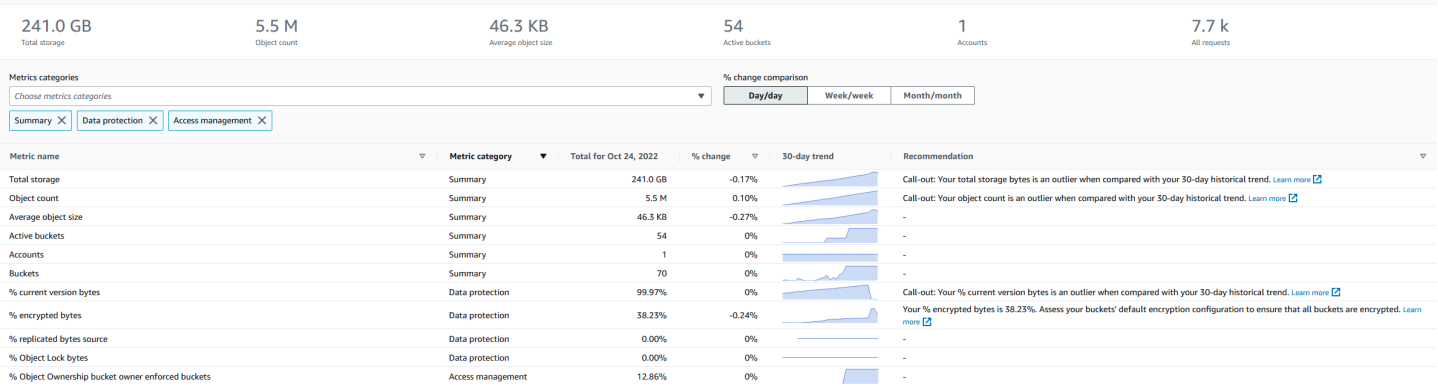 241.0 GB 5.5 M 46.3 KB 54 1 7.7 k
Total storage Object count Average object size Active buckets Accounts All requests
Metrics categories % change comparison
Choose metrics categories Day/day Week/week Month/month
Summary Data protection Access management
Metric name Metric category Total for Oct 24, 2022 % change 30-day trend Recommendation
Total storage Summary 241.0 GB -0.17% Call-out: Your total storage bytes is an outlier when compared with your 30-day historical trend. Learn more
Object count Summary 5.5 M 0.10% Call-out: Your object count is an outlier when compared with your 30-day historical trend. Learn more
Average object size Summary 46.3 KB -0.27% -
Active buckets Summary 54 0% -
Accounts Summary 1 0% -
Buckets Summary 70 0% -
% current version bytes Data protection 99.97% 0% Call-out: Your % current version bytes is an outlier when compared with your 30-day historical trend. Learn more
% encrypted bytes Data protection 38.23% -0.24% Your % encrypted bytes is 38.23%. Assess your buckets' default encryption configuration to ensure that all buckets are encrypted. Learn
more
% replicated bytes source Data protection 0.00% 0% -
% Object Lock bytes Data protection 0.00% 0% -
% Object Ownership bucket owner enforced buckets Access management 12.86% 0% -